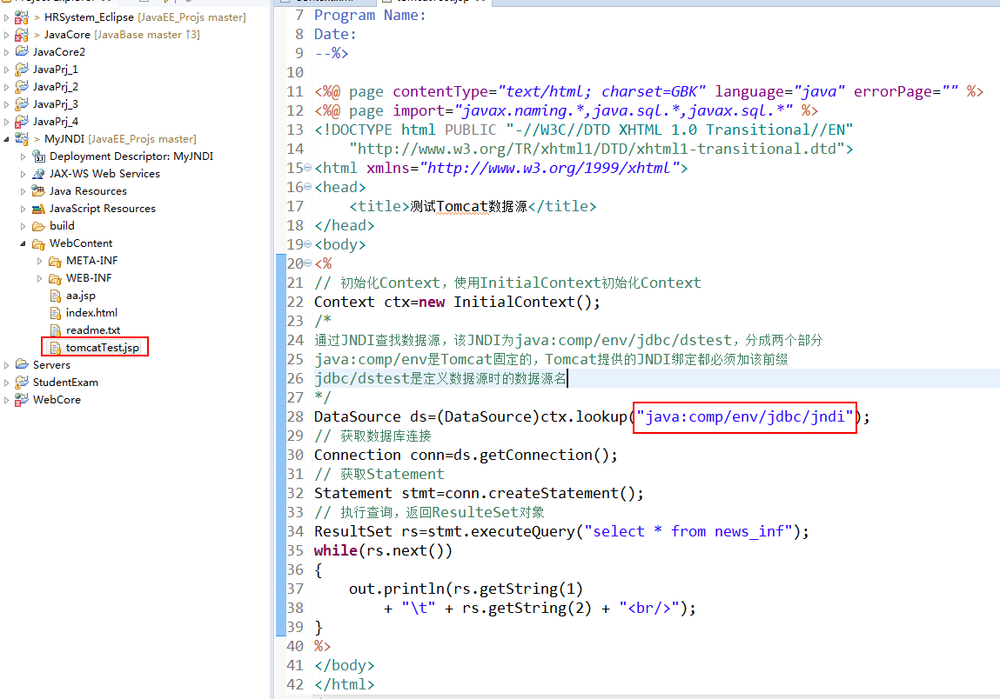 HRSystem_Eclipse [JavaEE_Projs master]
> JavaCore [JavaBase master ↑3]
JavaCore2
JavaPrj_1
JavaPrj_2
JavaPrj_3
JavaPrj_4
> MyJNDI [JavaEE_Projs master]
Deployment Descriptor: MyJNDI
JAX-WS Web Services
Java Resources
JavaScript Resources
build
WebContent
META-INF
WEB-INF
aa.jsp
index.html
readme.txt
tomcatTest.jsp
Servers
StudentExam
WebCore
7 Program Name:
8 Date:
9 --%>
10
11 <%@ page contentType="text/html; charset=GBK" language="java" errorPage="" %>
12 <%@ page import="javax.naming.*,java.sql.*,javax.sql.*" %>
13 <!DOCTYPE html PUBLIC "-//W3C//DTD XHTML 1.0 Transitional//EN"
14     "http://www.w3.org/TR/xhtml1/DTD/xhtml1-transitional.dtd">
15 <html xmlns="http://www.w3.org/1999/xhtml">
16 <head>
17     <title>测试Tomcat数据源</title>
18 </head>
19 <body>
20 <%
21 // 初始化Context，使用InitialContext初始化Context
22 Context ctx=new InitialContext();
23 /*
24 通过JNDI查找数据源，该JNDI为java:comp/env/jdbc/dstest，分成两个部分
25 java:comp/env是Tomcat固定的，Tomcat提供的JNDI绑定都必须加该前缀
26 jdbc/dstest是定义数据源时的数据源名
27 */
28 DataSource ds=(DataSource)ctx.lookup("java:comp/env/jdbc/jndi");
29 // 获取数据库连接
30 Connection conn=ds.getConnection();
31 // 获取Statement
32 Statement stmt=conn.createStatement();
33 // 执行查询，返回ResulteSet对象
34 ResultSet rs=stmt.executeQuery("select * from news_inf");
35 while(rs.next())
36 {
37     out.println(rs.getString(1)
38         + "\t" + rs.getString(2) + "<br/>");
39 }
40 %>
41 </body>
42 </html>